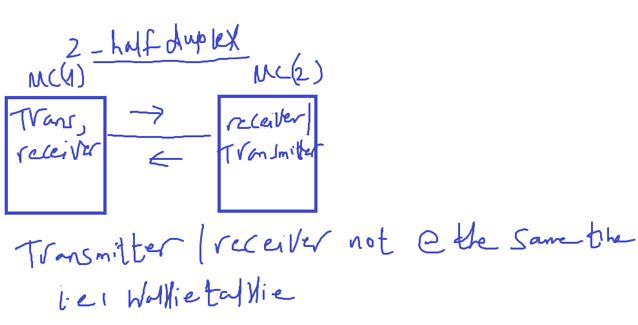 2 - half duplex
MC(1)
MC(2)
Trans,
receiver
receiver/
Transmitter
Transmitter / receiver not @ the same time
i.e: Walkie talkie